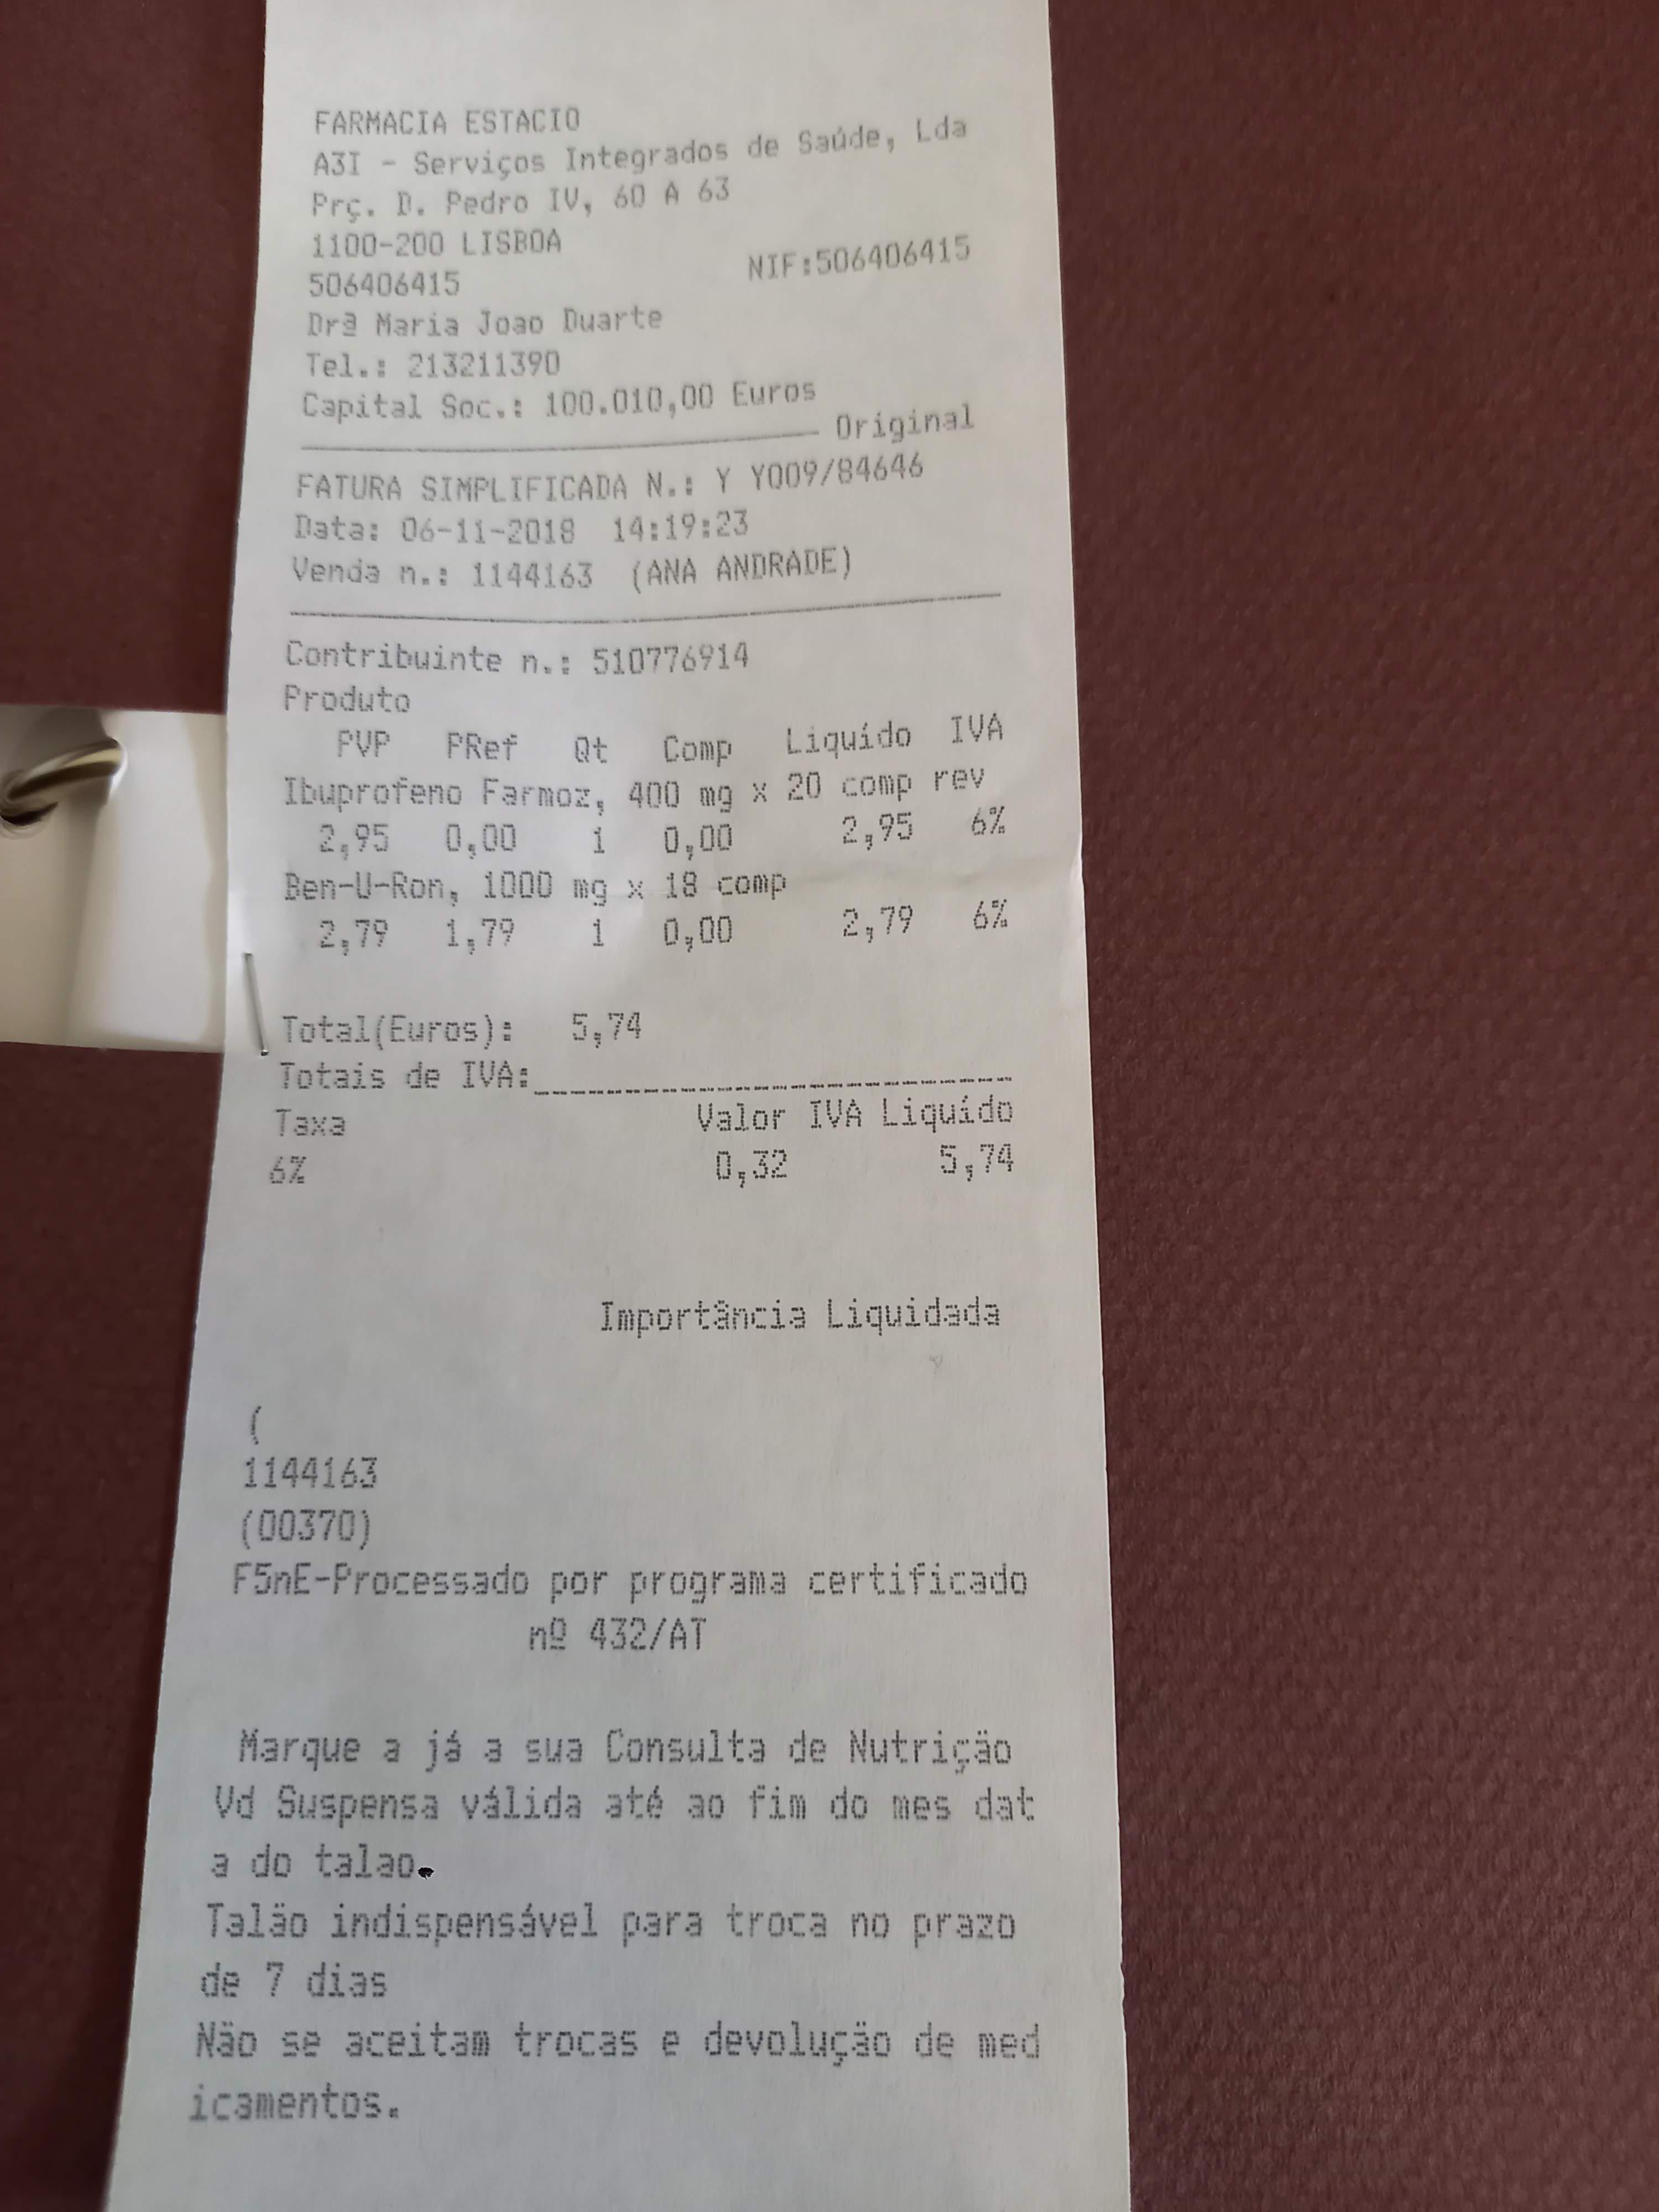 FARMACIA ESTACIO
A3I - Serviços Integrados de Saúde, Lda
Prç. D. Pedro IV, 60 A 63
1100-200 LISBOA
506406415 NIF:506406415
Drª Maria Joao Duarte
Tel.: 213211390
Capital Soc.: 100.010,00 Euros
Original
FATURA SIMPLIFICADA N.: Y Y009/84646
Data: 06-11-2018 14:19:23
Venda n.: 1144163 (ANA ANDRADE)
Contribuinte n.: 510776914
Produto
PVP PRef Qt Comp Liquído IVA
Ibuprofeno Farmoz, 400 mg x 20 comp rev
2,95 0,00 1 0,00 2,95 6%
Ben-U-Ron, 1000 mg x 18 comp
2,79 1,79 1 0,00 2,79 6%
Total(Euros): 5,74
Totais de IVA:
Taxa Valor IVA Liquído
6% 0,32 5,74
Importância Liquidada
(
1144163
(00370)
F5nE-Processado por programa certificado
nº 432/AT
Marque a já a sua Consulta de Nutrição
Vd Suspensa válida até ao fim do mes dat
a do talao.
Talão indispensável para troca no prazo
de 7 dias
Não se aceitam trocas e devolução de med
icamentos.